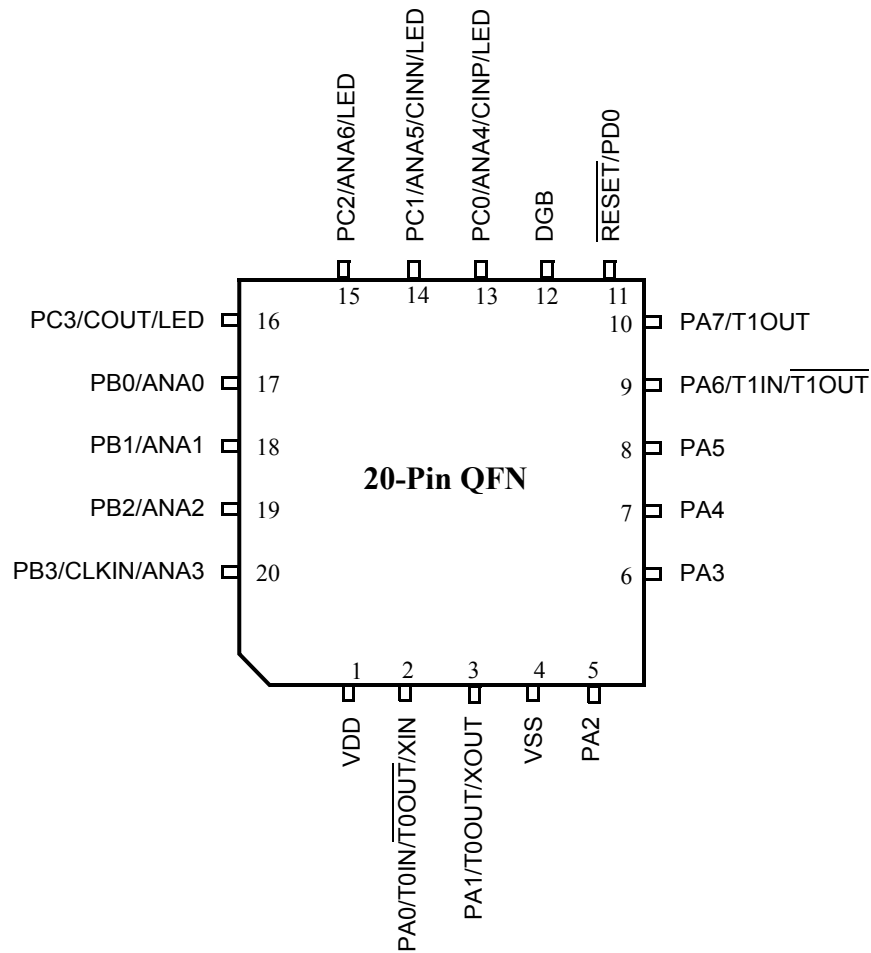 PC2/ANA6/LED
PC1/ANA5/CINN/LED
PC0/ANA4/CINP/LED
DGB
RESET/PD0
15
14
13
12
11
PC3/COUT/LED
16
10
PA7/T1OUT
PB0/ANA0
17
9
PA6/T1IN/T1OUT
PB1/ANA1
18
8
PA5
20-Pin QFN
PB2/ANA2
19
7
PA4
PB3/CLKIN/ANA3
20
6
PA3
1
2
3
4
5
VDD
PA0/T0IN/T0OUT/XIN
PA1/T0OUT/XOUT
VSS
PA2